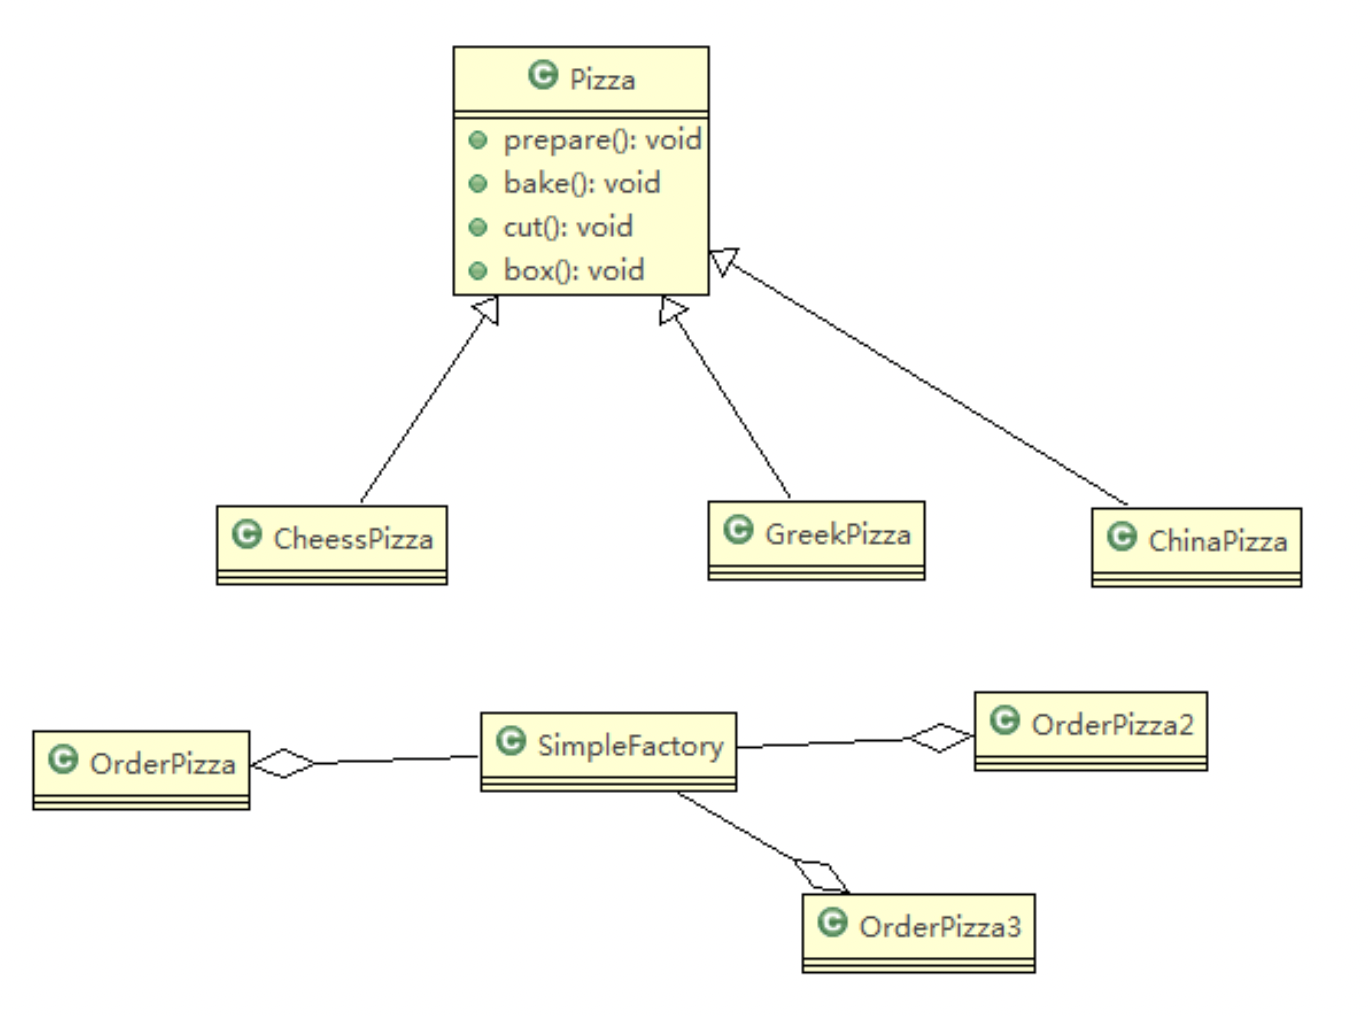 C Pizza
prepare(): void
bake(): void
cut(): void
box(): void
C CheessPizza
C GreekPizza
C ChinaPizza
C OrderPizza
C SimpleFactory
C OrderPizza2
C OrderPizza3